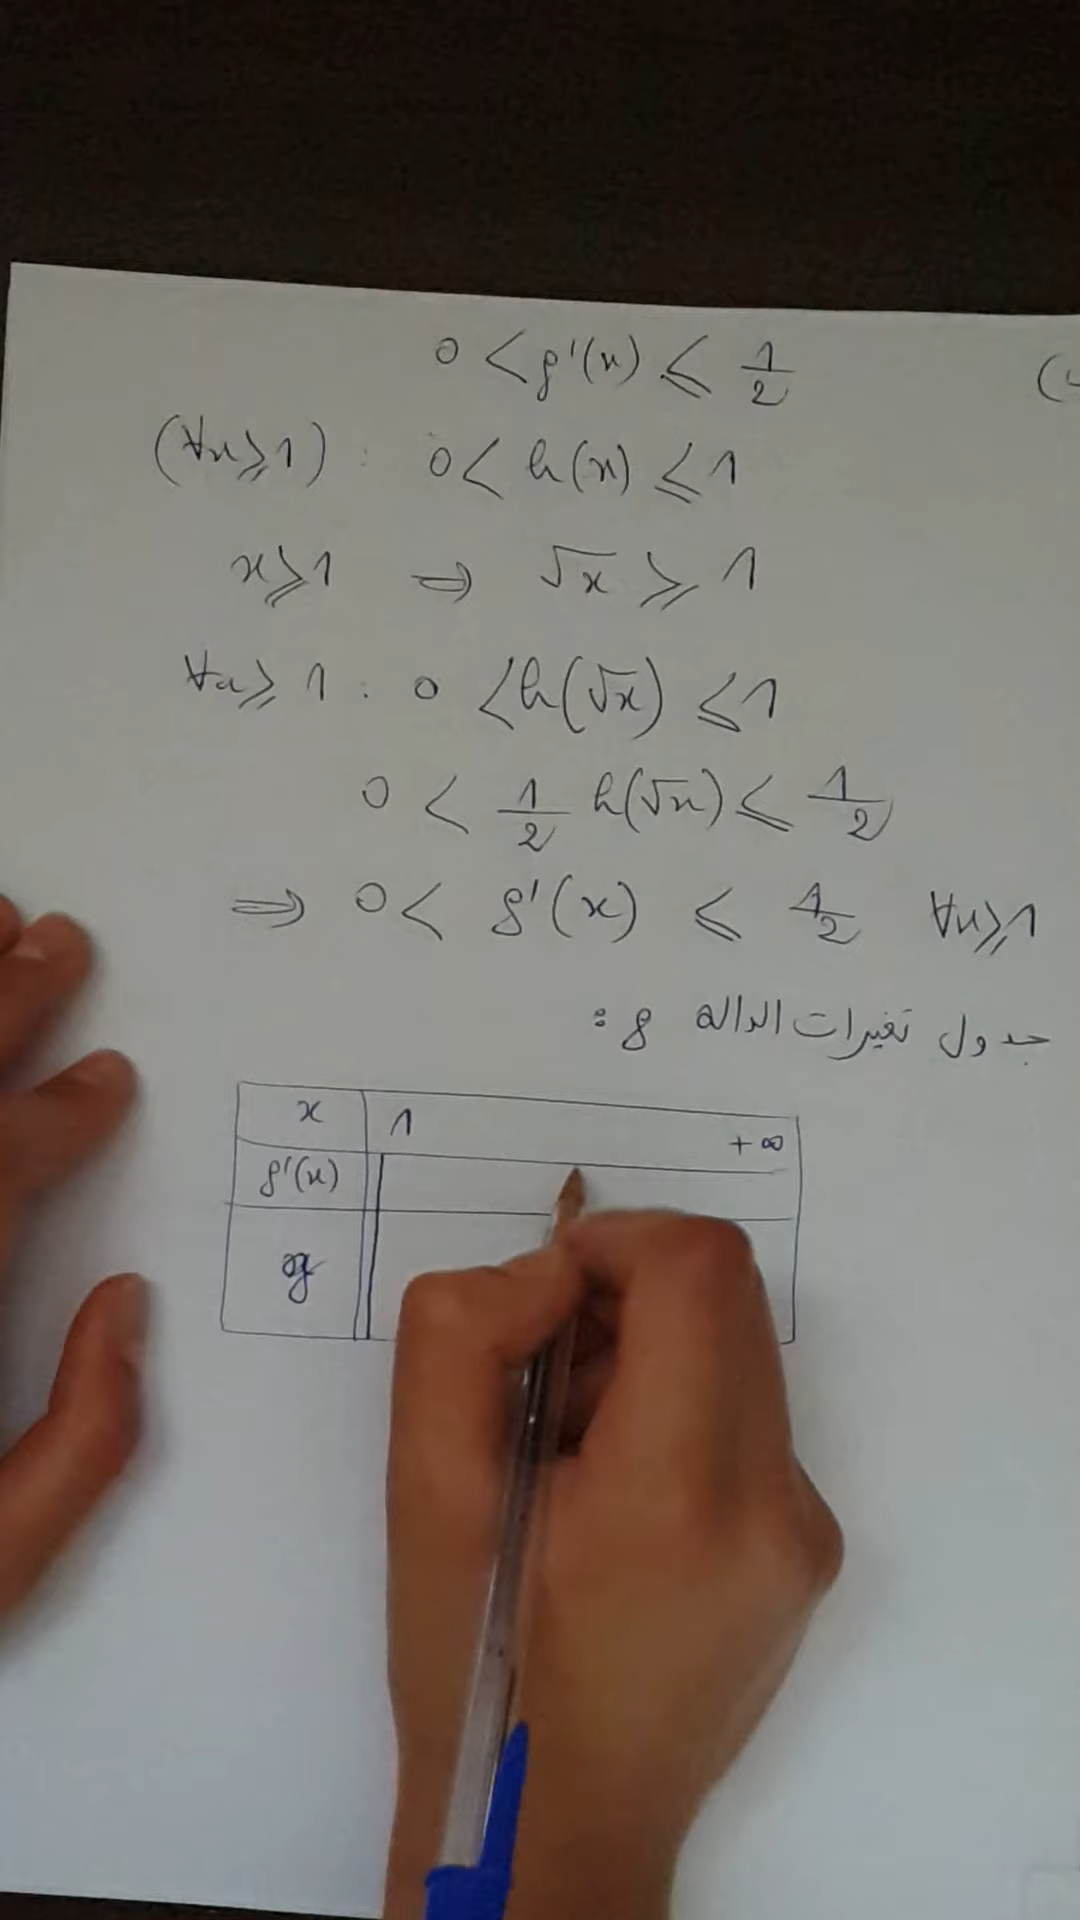 0 < g'(x) ≤ 1/2
(∀x≥1) : 0 < h(x) ≤ 1
x≥1 ⇒ √x ≥ 1
∀x≥1 : 0 < h(√x) ≤ 1
0 < 1/2 h(√x) ≤ 1/2
⇒ 0 < g'(x) ≤ 1/2 ∀x≥1
جدول تغيرات الدالة g :
x 1 +∞
g'(x)
g